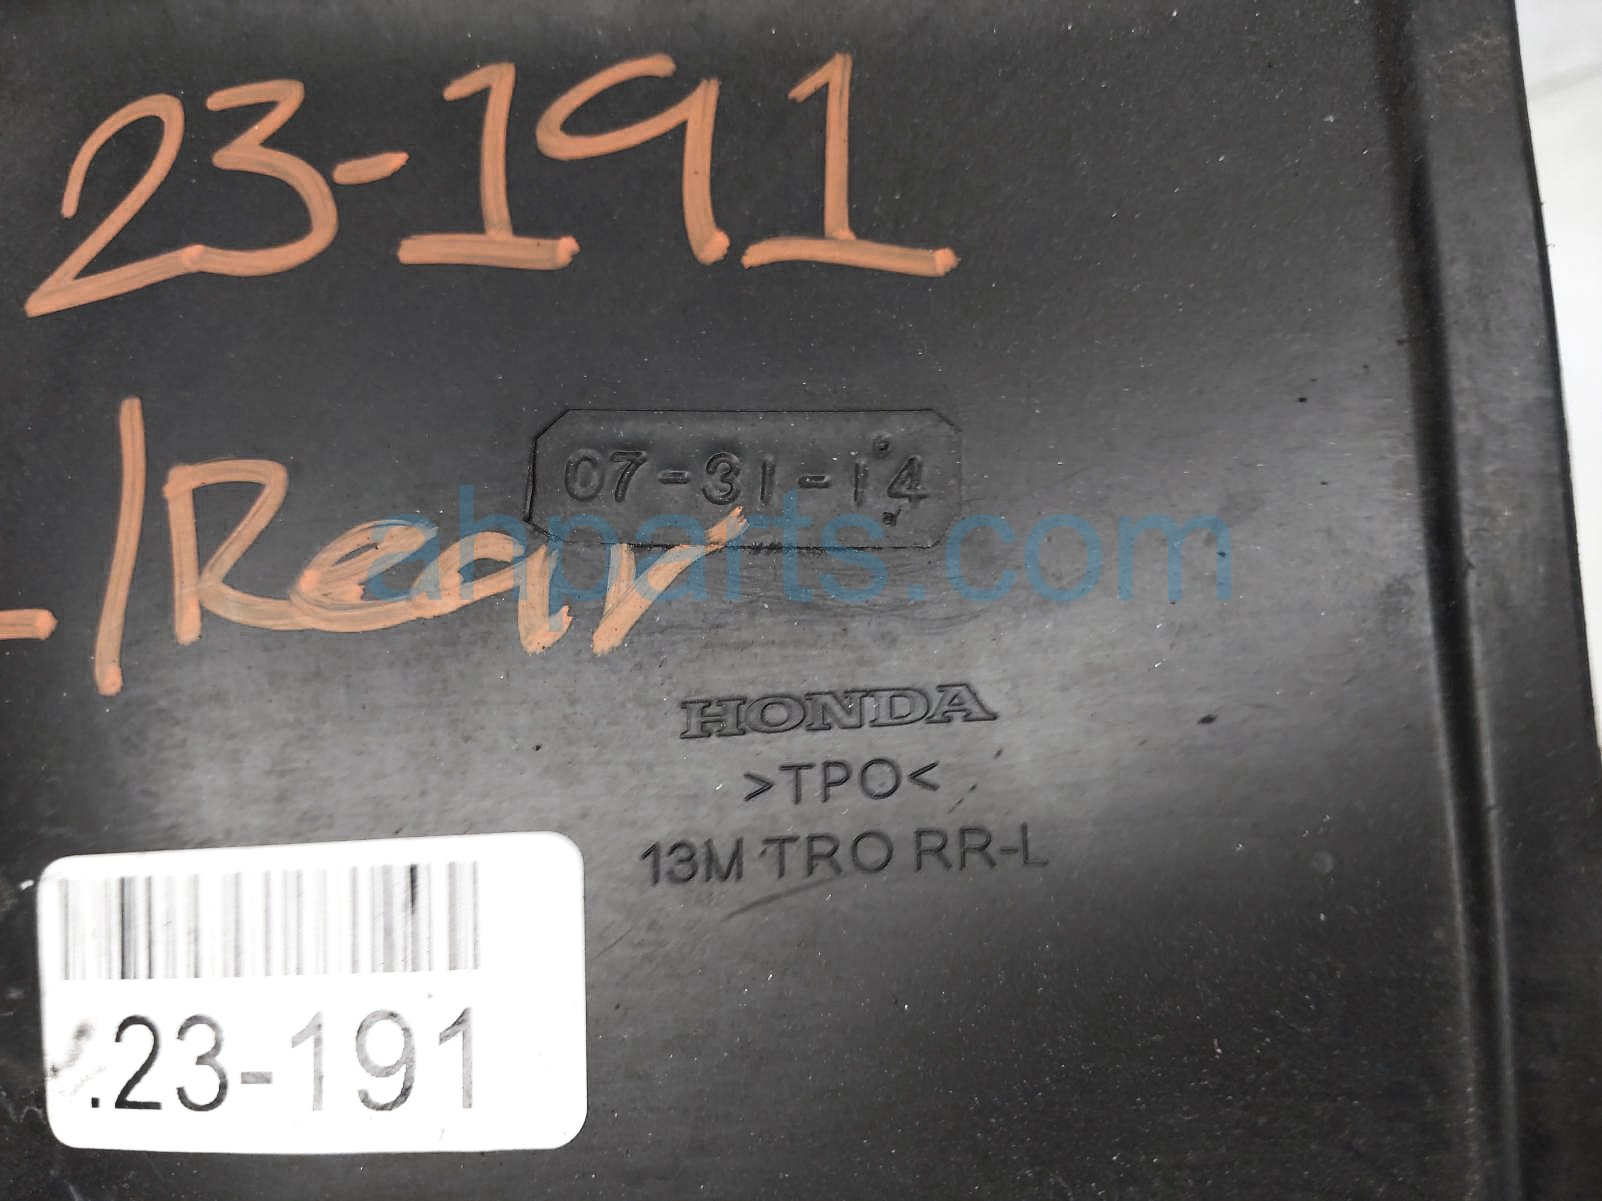 23-191
07-31-14
L/Rear
ahparts.com
HONDA
>TPO<
13M TRO RR-L
.23-191